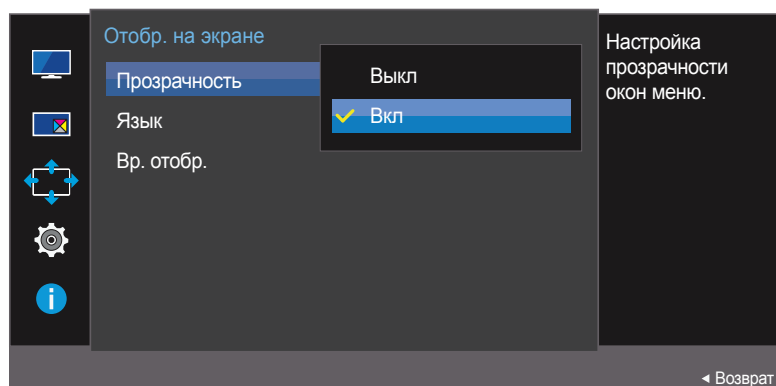 Отобр. на экране
Прозрачность
Язык
Вр. отобр.
Выкл
Вкл
Настройка
прозрачности
окон меню.
Возврат